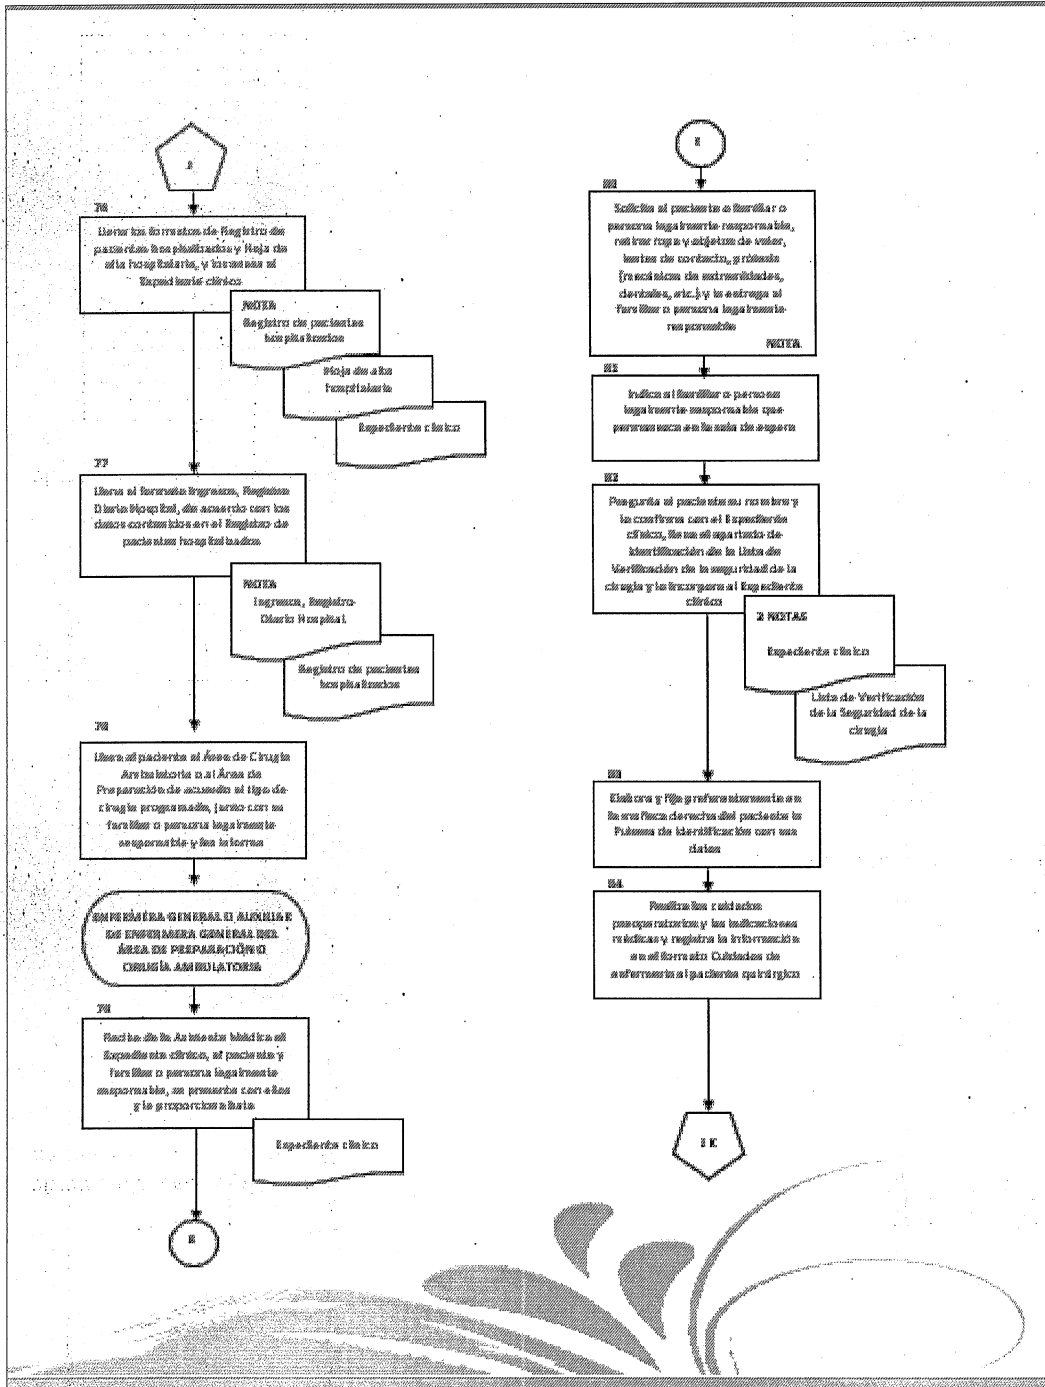 76
Llena los formatos de Registro de
pacientes hospitalizados y Hoja de
alta hospitalaria, y los anexa al
Expediente clínico
NOTA
Registro de pacientes
hospitalizados
Hoja de alta
hospitalaria
Expediente clínico
77
Llena el formato Ingresos, Registro
Diario Hospital, de acuerdo con los
datos contenidos en el Registro de
pacientes hospitalizados
NOTA
Ingresos, Registro
Diario Hospital
Registro de pacientes
hospitalizados
78
al paciente al Área de Cirugía
Ambulatoria o al Área de
Preparación de acuerdo al tipo de
cirugía programada, junto con su
familiar o persona legalmente
responsable y les informa
ENFERMERA GENERAL O AUXILIAR
DE ENFERMERA GENERAL DEL
ÁREA DE PREPARACIÓN O
CIRUGÍA AMBULATORIA
79
Recibe de la Asistente Médica el
Expediente clínico, al paciente y
familiar o persona legalmente
responsable, se presenta con ellos
y le proporciona bata
Expediente clínico
80
Solicita al paciente o familiar o
persona legalmente responsable,
retirar ropa y objetos de valor,
lentes de contacto, prótesis
(mecánicas de extremidades,
dentales, etc.) y la entrega al
familiar o persona legalmente
responsable
NOTA
81
Indica al familiar o persona
legalmente responsable que
permanezca en la sala de espera
82
Pregunta al paciente su nombre y
lo confirma con el Expediente
clínico, llena el apartado de
identificación de la Lista de
Verificación de la seguridad de la
cirugía y la incorpora al Expediente
clínico
2 NOTAS
Expediente clínico
Lista de Verificación
de la Seguridad de la
cirugía
83
Elabora y fija preferentemente en
la muñeca derecha del paciente la
Pulsera de identificación con sus
datos
84
Realiza los cuidados
preoperatorios y las indicaciones
médicas y registra la información
en el formato Cuidados de
enfermería al paciente quirúrgico